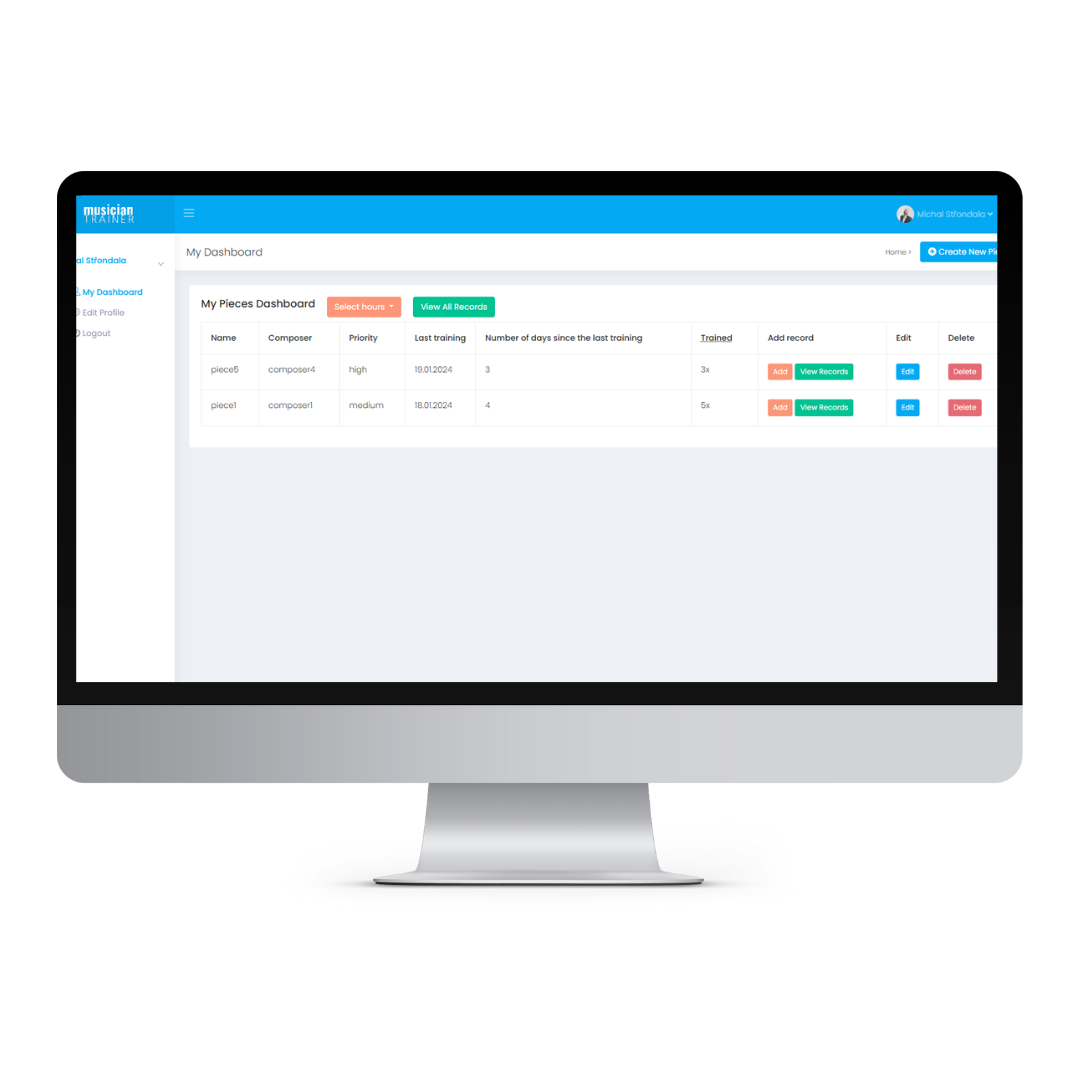 musician
TRAINER
Michal Stfondala
al Stfondala
My Dashboard
Edit Profile
Logout
My Dashboard
Home >
Create New Pie
My Pieces Dashboard
Select hours
View All Records
Name Composer Priority Last training Number of days since the last training Trained Add record Edit Delete
piece5 composer4 high 19.01.2024 3 3x Add View Records Edit Delete
piece1 composer1 medium 18.01.2024 4 5x Add View Records Edit Delete